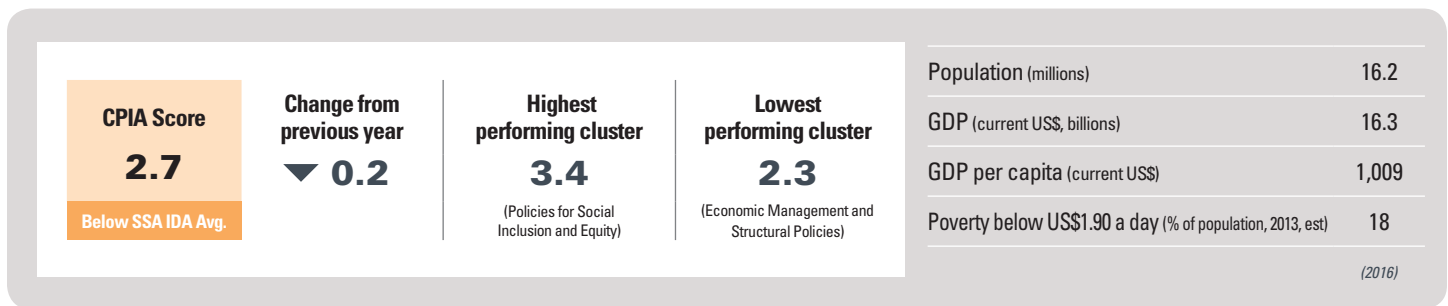 CPIA Score
2.7
Below SSA IDA Avg.
Change from
previous year
▼ 0.2
Highest
performing cluster
3.4
(Policies for Social
Inclusion and Equity)
Lowest
performing cluster
2.3
(Economic Management and
Structural Policies)
Population (millions) 16.2
GDP (current US$, billions) 16.3
GDP per capita (current US$) 1,009
Poverty below US$1.90 a day (% of population, 2013, est) 18
(2016)